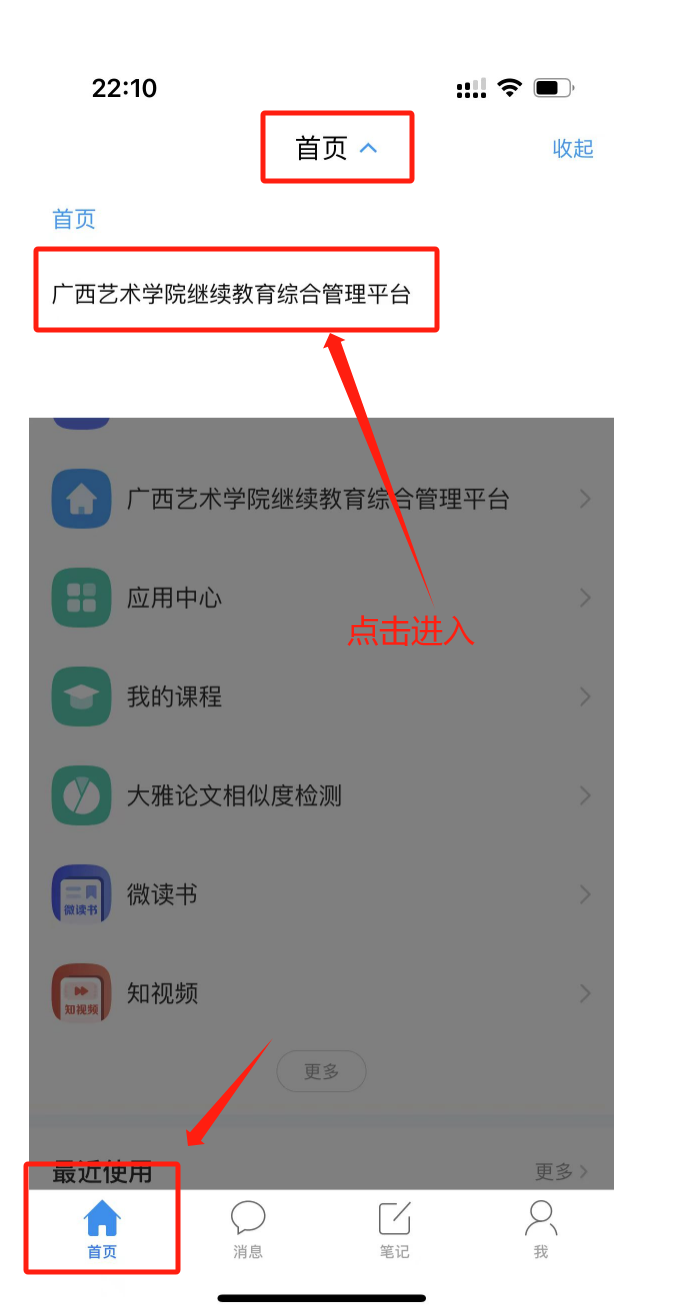 22:10
首页
收起
首页
广西艺术学院继续教育综合管理平台
广西艺术学院继续教育综合管理平台
应用中心
点击进入
我的课程
大雅论文相似度检测
微读书
微读书
知视频
知视频
更多
最近使用
更多
首页
消息
笔记
我